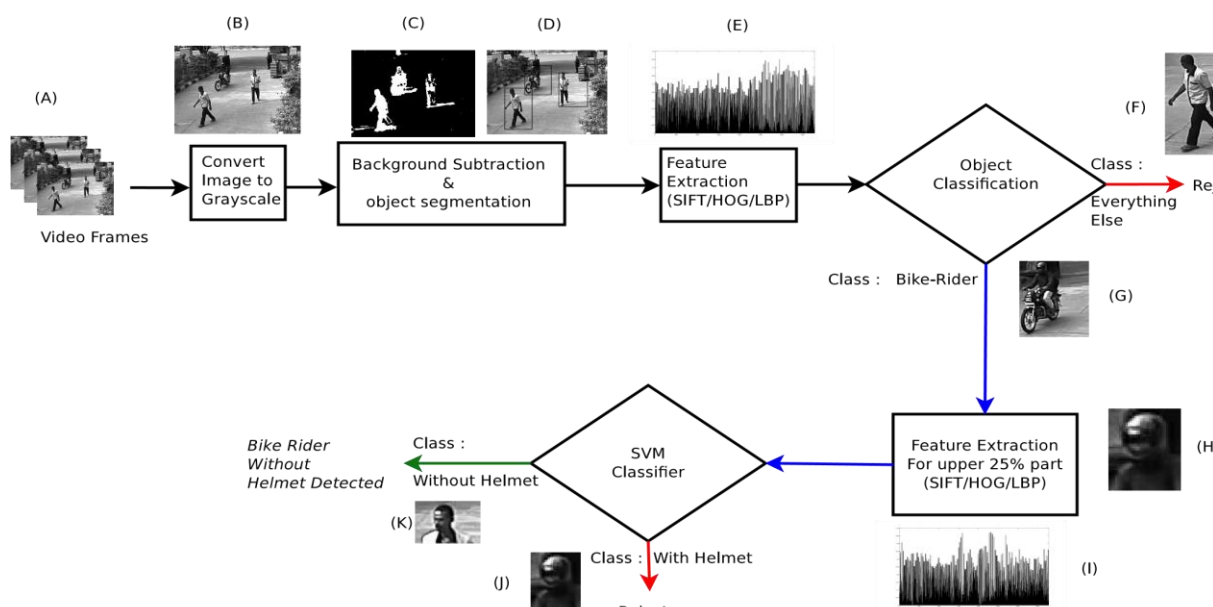 (A)
(B)
(C)
(D)
(E)
(F)
Video Frames
Convert
Image to
Grayscale
Background Subtraction
&
object segmentation
Feature
Extraction
(SIFT/HOG/LBP)
Object
Classification
Class :
Everything
Else
Class : Bike-Rider
(G)
Feature Extraction
For upper 25% part
(SIFT/HOG/LBP)
(H
(I)
SVM
Classifier
Class :
Without Helmet
Bike Rider
Without
Helmet Detected
(K)
Class : With Helmet
(J)